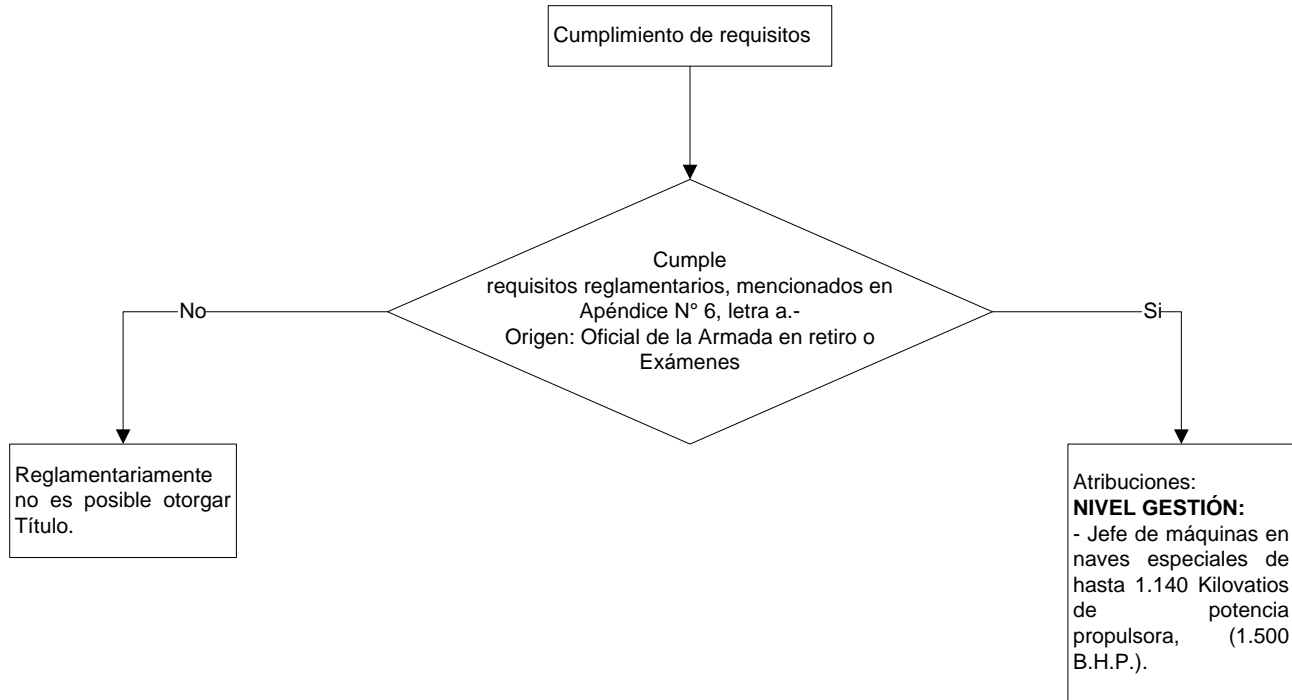 Cumplimiento de requisitos
Cumple
requisitos reglamentarios, mencionados en
Apéndice N° 6, letra a.-
Origen: Oficial de la Armada en retiro o
Exámenes
No
Si
Reglamentariamente
no es posible otorgar
Título.
Atribuciones:
NIVEL GESTIÓN:
- Jefe de máquinas en
naves especiales de
hasta 1.140 Kilovatios
de potencia
propulsora, (1.500
B.H.P.).